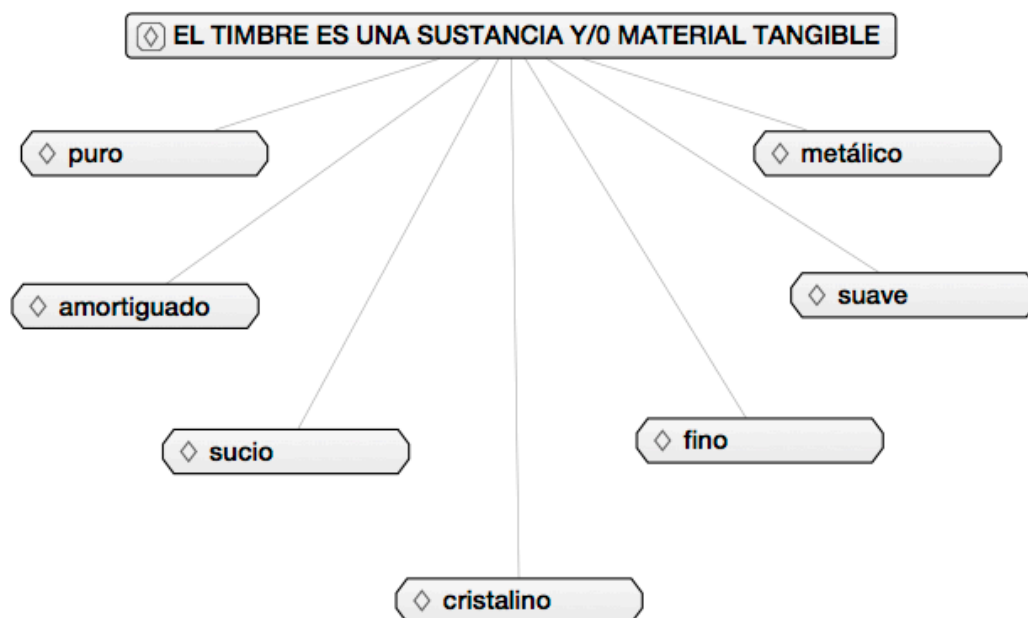 EL TIMBRE ES UNA SUSTANCIA Y/0 MATERIAL TANGIBLE
puro
metálico
amortiguado
suave
sucio
fino
cristalino